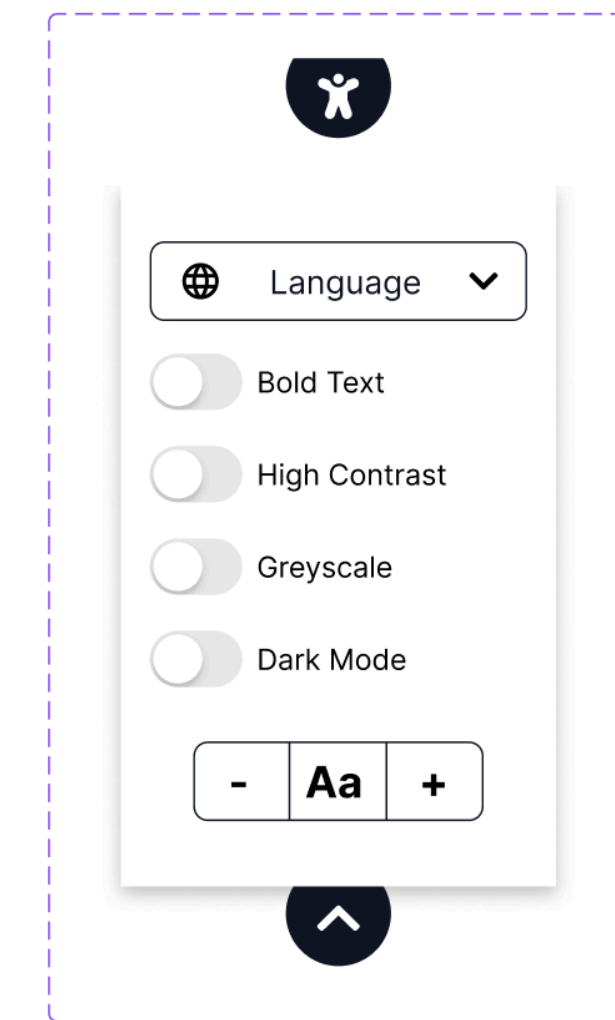 Language
Bold Text
High Contrast
Greyscale
Dark Mode
- Aa +